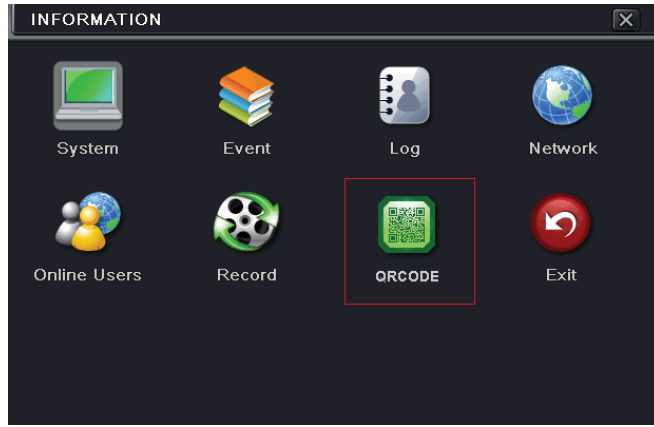 INFORMATION
System Event Log Network
Online Users Record QRCODE Exit